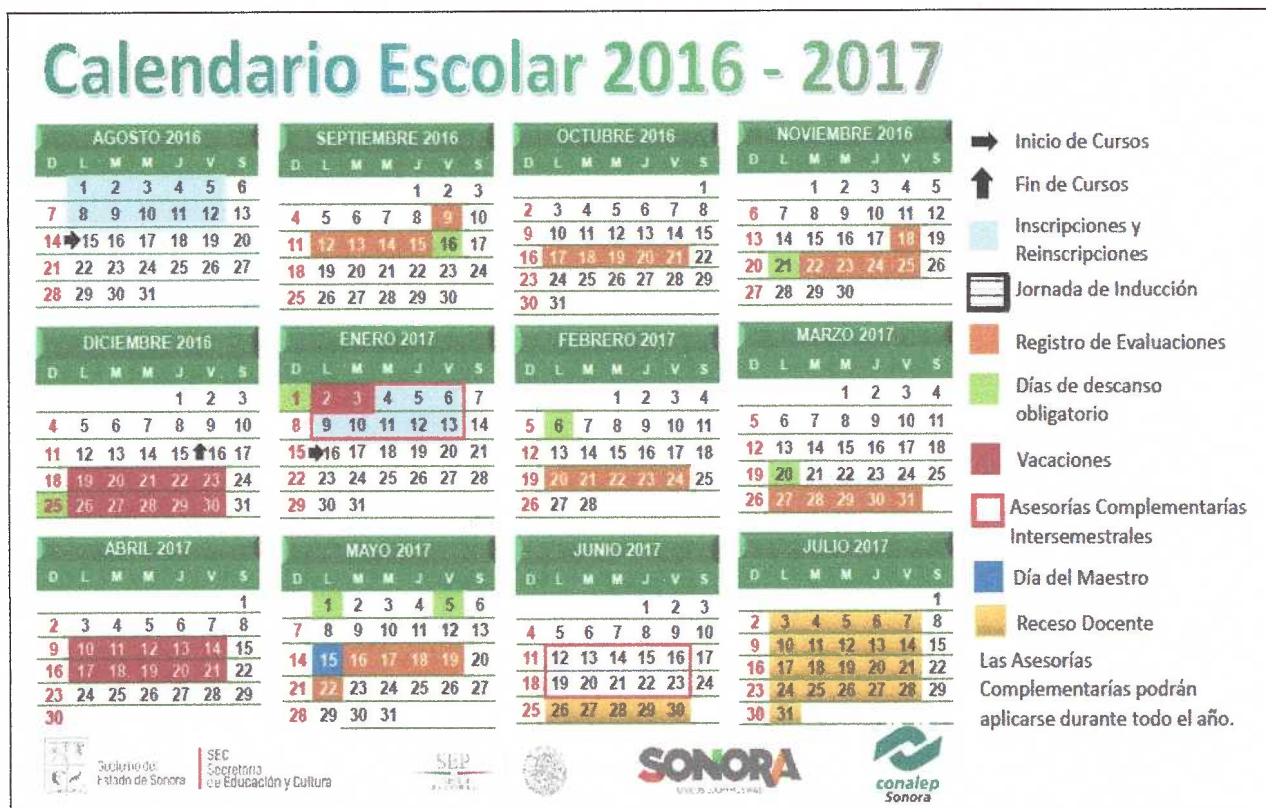 Calendario Escolar 2016 - 2017
AGOSTO 2016
D L M M J V S
1 2 3 4 5 6
7 8 9 10 11 12 13
14 15 16 17 18 19 20
21 22 23 24 25 26 27
28 29 30 31
SEPTIEMBRE 2016
D L M M J V S
1 2 3
4 5 6 7 8 9 10
11 12 13 14 15 16 17
18 19 20 21 22 23 24
25 26 27 28 29 30
OCTUBRE 2016
D L M M J V S
1
2 3 4 5 6 7 8
9 10 11 12 13 14 15
16 17 18 19 20 21 22
23 24 25 26 27 28 29
30 31
NOVIEMBRE 2016
D L M M J V S
1 2 3 4 5
6 7 8 9 10 11 12
13 14 15 16 17 18 19
20 21 22 23 24 25 26
27 28 29 30
DICIEMBRE 2016
D L M M J V S
1 2 3
4 5 6 7 8 9 10
11 12 13 14 15 16 17
18 19 20 21 22 23 24
25 26 27 28 29 30 31
ENERO 2017
D L M M J V S
1 2 3 4 5 6 7
8 9 10 11 12 13 14
15 16 17 18 19 20 21
22 23 24 25 26 27 28
29 30 31
FEBRERO 2017
D L M M J V S
1 2 3 4
5 6 7 8 9 10 11
12 13 14 15 16 17 18
19 20 21 22 23 24 25
26 27 28
MARZO 2017
D L M M J V S
1 2 3 4
5 6 7 8 9 10 11
12 13 14 15 16 17 18
19 20 21 22 23 24 25
26 27 28 29 30 31
ABRIL 2017
D L M M J V S
1
2 3 4 5 6 7 8
9 10 11 12 13 14 15
16 17 18 19 20 21 22
23 24 25 26 27 28 29
30
MAYO 2017
D L M M J V S
1 2 3 4 5 6
7 8 9 10 11 12 13
14 15 16 17 18 19 20
21 22 23 24 25 26 27
28 29 30 31
JUNIO 2017
D L M M J V S
1 2 3
4 5 6 7 8 9 10
11 12 13 14 15 16 17
18 19 20 21 22 23 24
25 26 27 28 29 30
JULIO 2017
D L M M J V S
1
2 3 4 5 6 7 8
9 10 11 12 13 14 15
16 17 18 19 20 21 22
23 24 25 26 27 28 29
30 31
Inicio de Cursos
Fin de Cursos
Inscripciones y
Reinscripciones
Jornada de Inducción
Registro de Evaluaciones
Días de descanso
obligatorio
Vacaciones
Asesorías Complementarías
Intersemestrales
Día del Maestro
Receso Docente
Las Asesorías
Complementarías podrán
aplicarse durante todo el año.
Gobierno del
Estado de Sonora
SEC
Secretaría
de Educación y Cultura
SEP
SONORA
conalep
Sonora